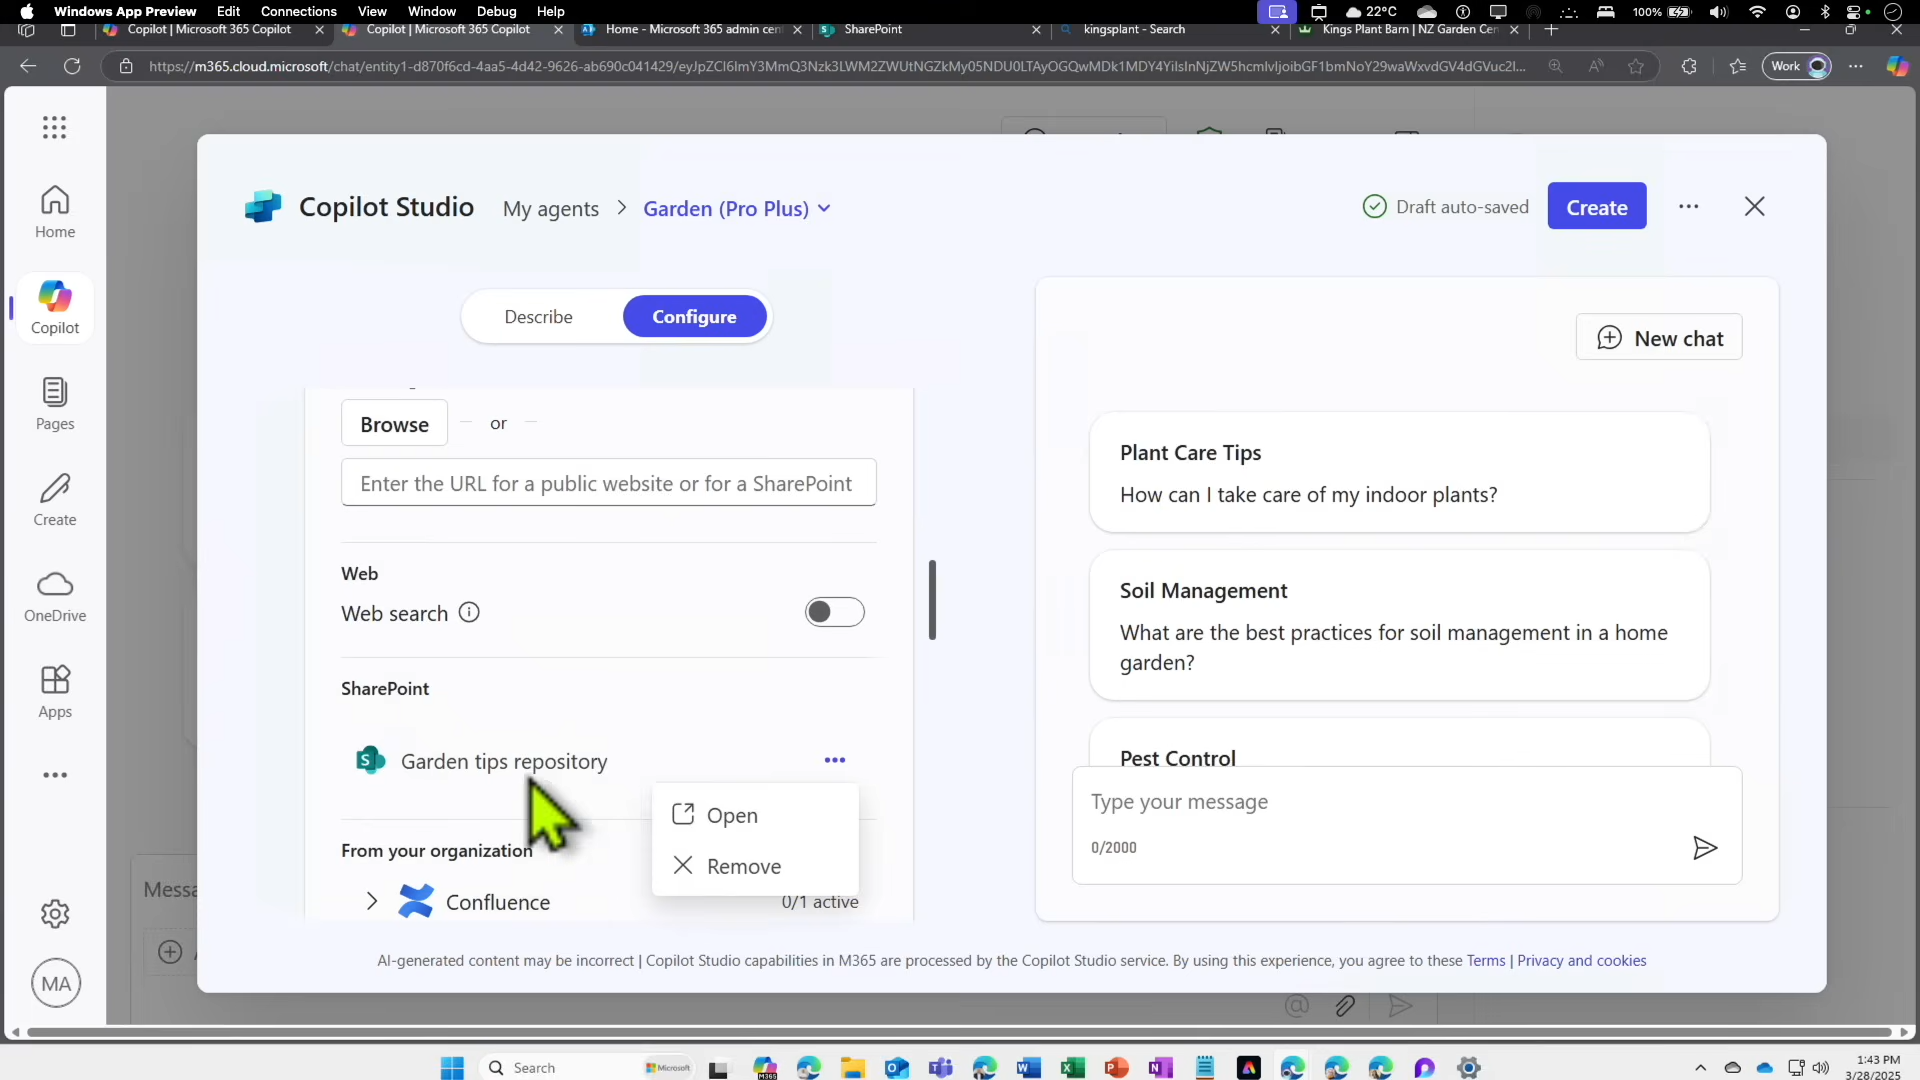 Windows App Preview Edit Connections View Window Debug Help 22°C 100%
Copilot | Microsoft 365 Copilot Copilot | Microsoft 365 Copilot Home - Microsoft 365 admin cen SharePoint kingsplant - Search Kings Plant Barn | NZ Garden Cen
Work
Home
Copilot
Pages
Create
OneDrive
Apps
MA
Copilot Studio My agents > Garden (Pro Plus) Draft auto-saved Create
Describe Configure
New chat
Browse or
Enter the URL for a public website or for a SharePoint
Web
Web search
SharePoint
Garden tips repository
Open
Remove
From your organization
Confluence 0/1 active
Plant Care Tips
How can I take care of my indoor plants?
Soil Management
What are the best practices for soil management in a home
garden?
Pest Control
Type your message
0/2000
Messa
AI-generated content may be incorrect | Copilot Studio capabilities in M365 are processed by the Copilot Studio service. By using this experience, you agree to these Terms | Privacy and cookies
Search Microsoft M365
1:43 PM
3/28/2025